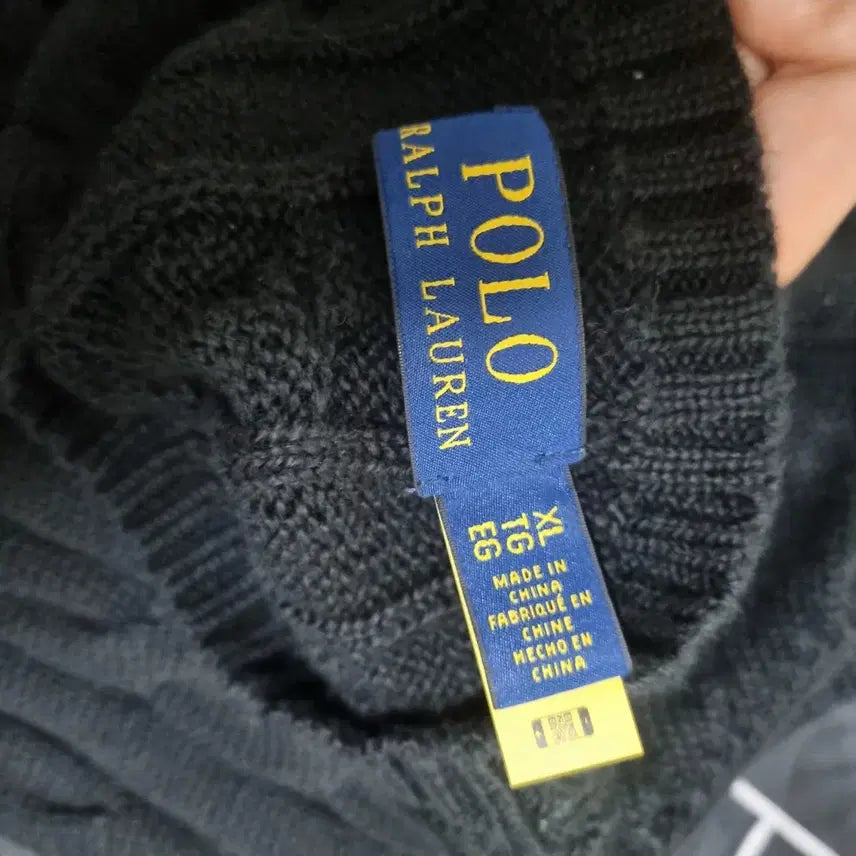 POLO
RALPH LAUREN
XL
TG
EG
MADE IN
CHINA
FABRIQUÉ EN
CHINE
HECHO EN
CHINA